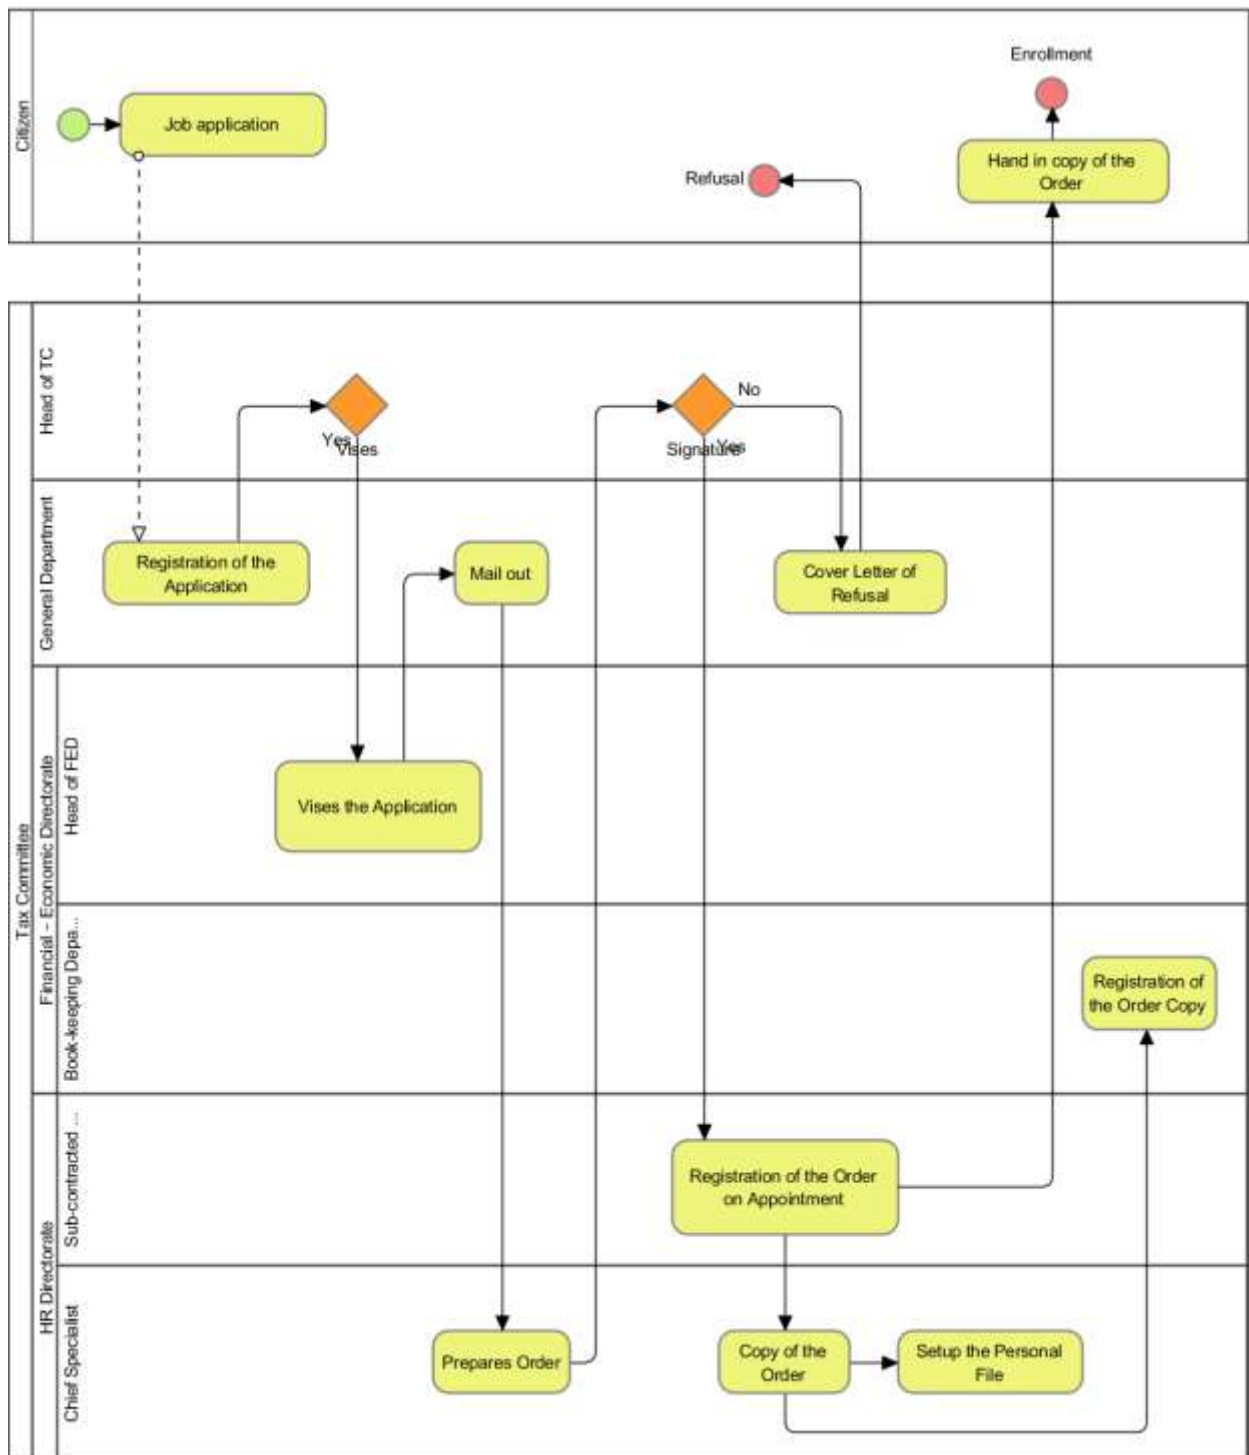 Citizen
Enrollment
Job application
Hand in copy of the
Order
Refusal
Tax Committee
Head of TC
No
Yes
Vises
Signature
Yes
General Department
Registration of the
Application
Mail out
Cover Letter of
Refusal
Financial - Economic Directorate
Head of FED
Vises the Application
Book-keeping Depa...
Registration of
the Order Copy
HR Directorate
Sub-contracted ...
Registration of the Order
on Appointment
Chief Specialist
Prepares Order
Copy of the
Order
Setup the Personal
File